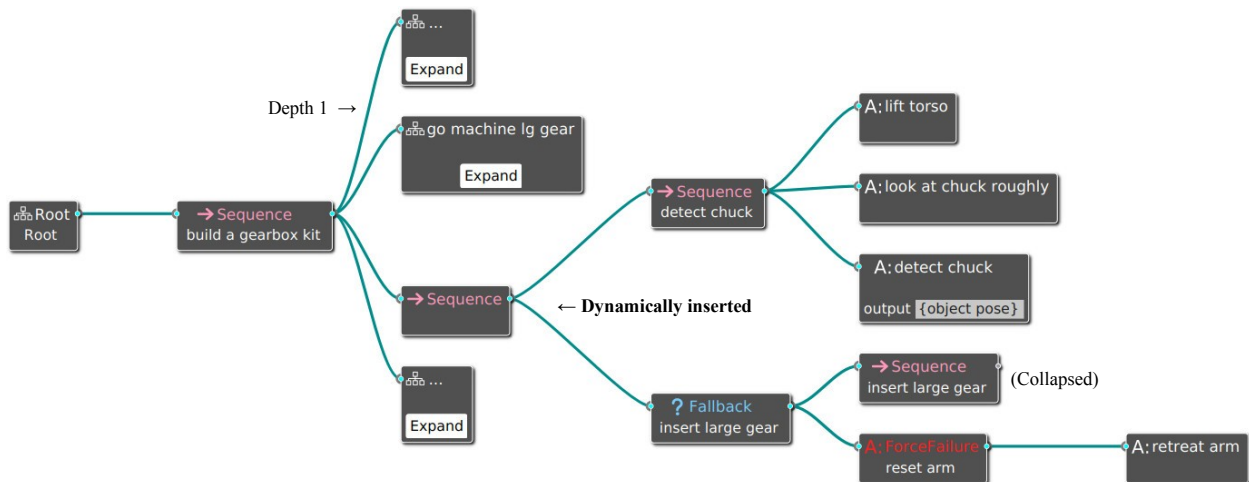 ...
Expand
Depth 1 →
go machine lg gear
Expand
Root
Root
→ Sequence
build a gearbox kit
→ Sequence
...
Expand
→ Sequence
detect chuck
← Dynamically inserted
? Fallback
insert large gear
A: lift torso
A: look at chuck roughly
A: detect chuck
output {object pose}
→ Sequence
insert large gear
(Collapsed)
A: ForceFailure
reset arm
A: retreat arm